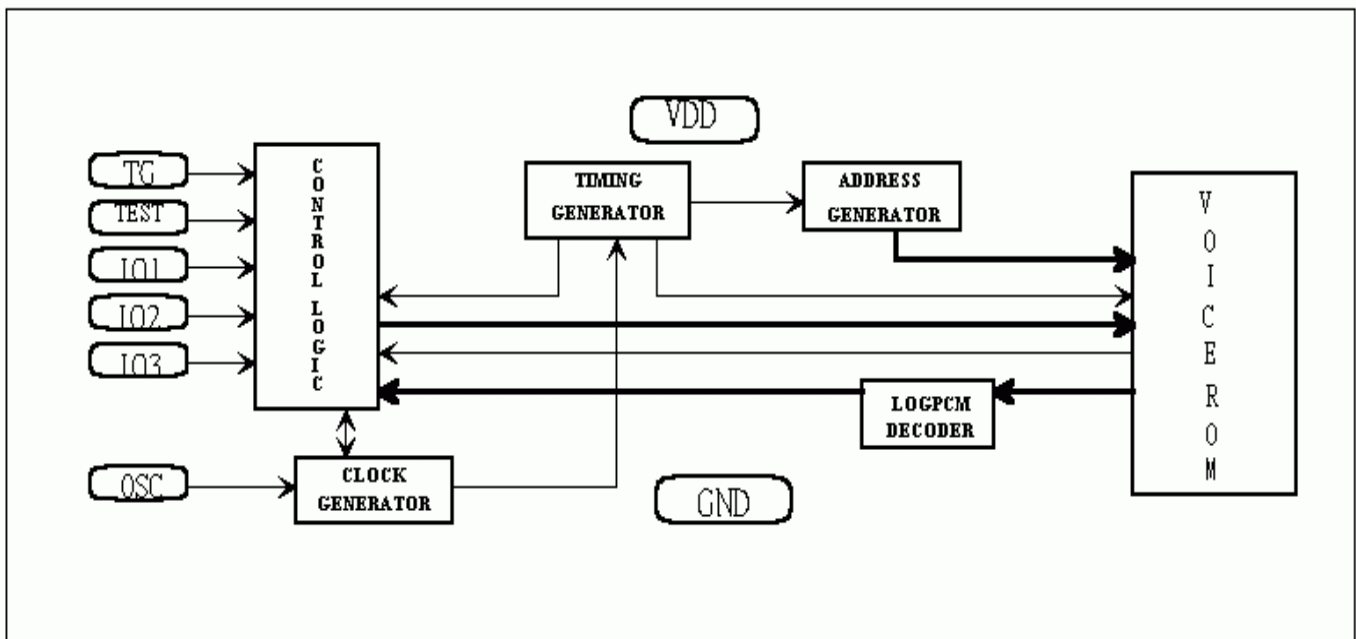 VDD
TG
TEST
IO1
IO2
IO3
OSC
CONTROL LOGIC
TIMING
GENERATOR
ADDRESS
GENERATOR
VOICE ROM
LOGPCM
DECODER
CLOCK
GENERATOR
GND